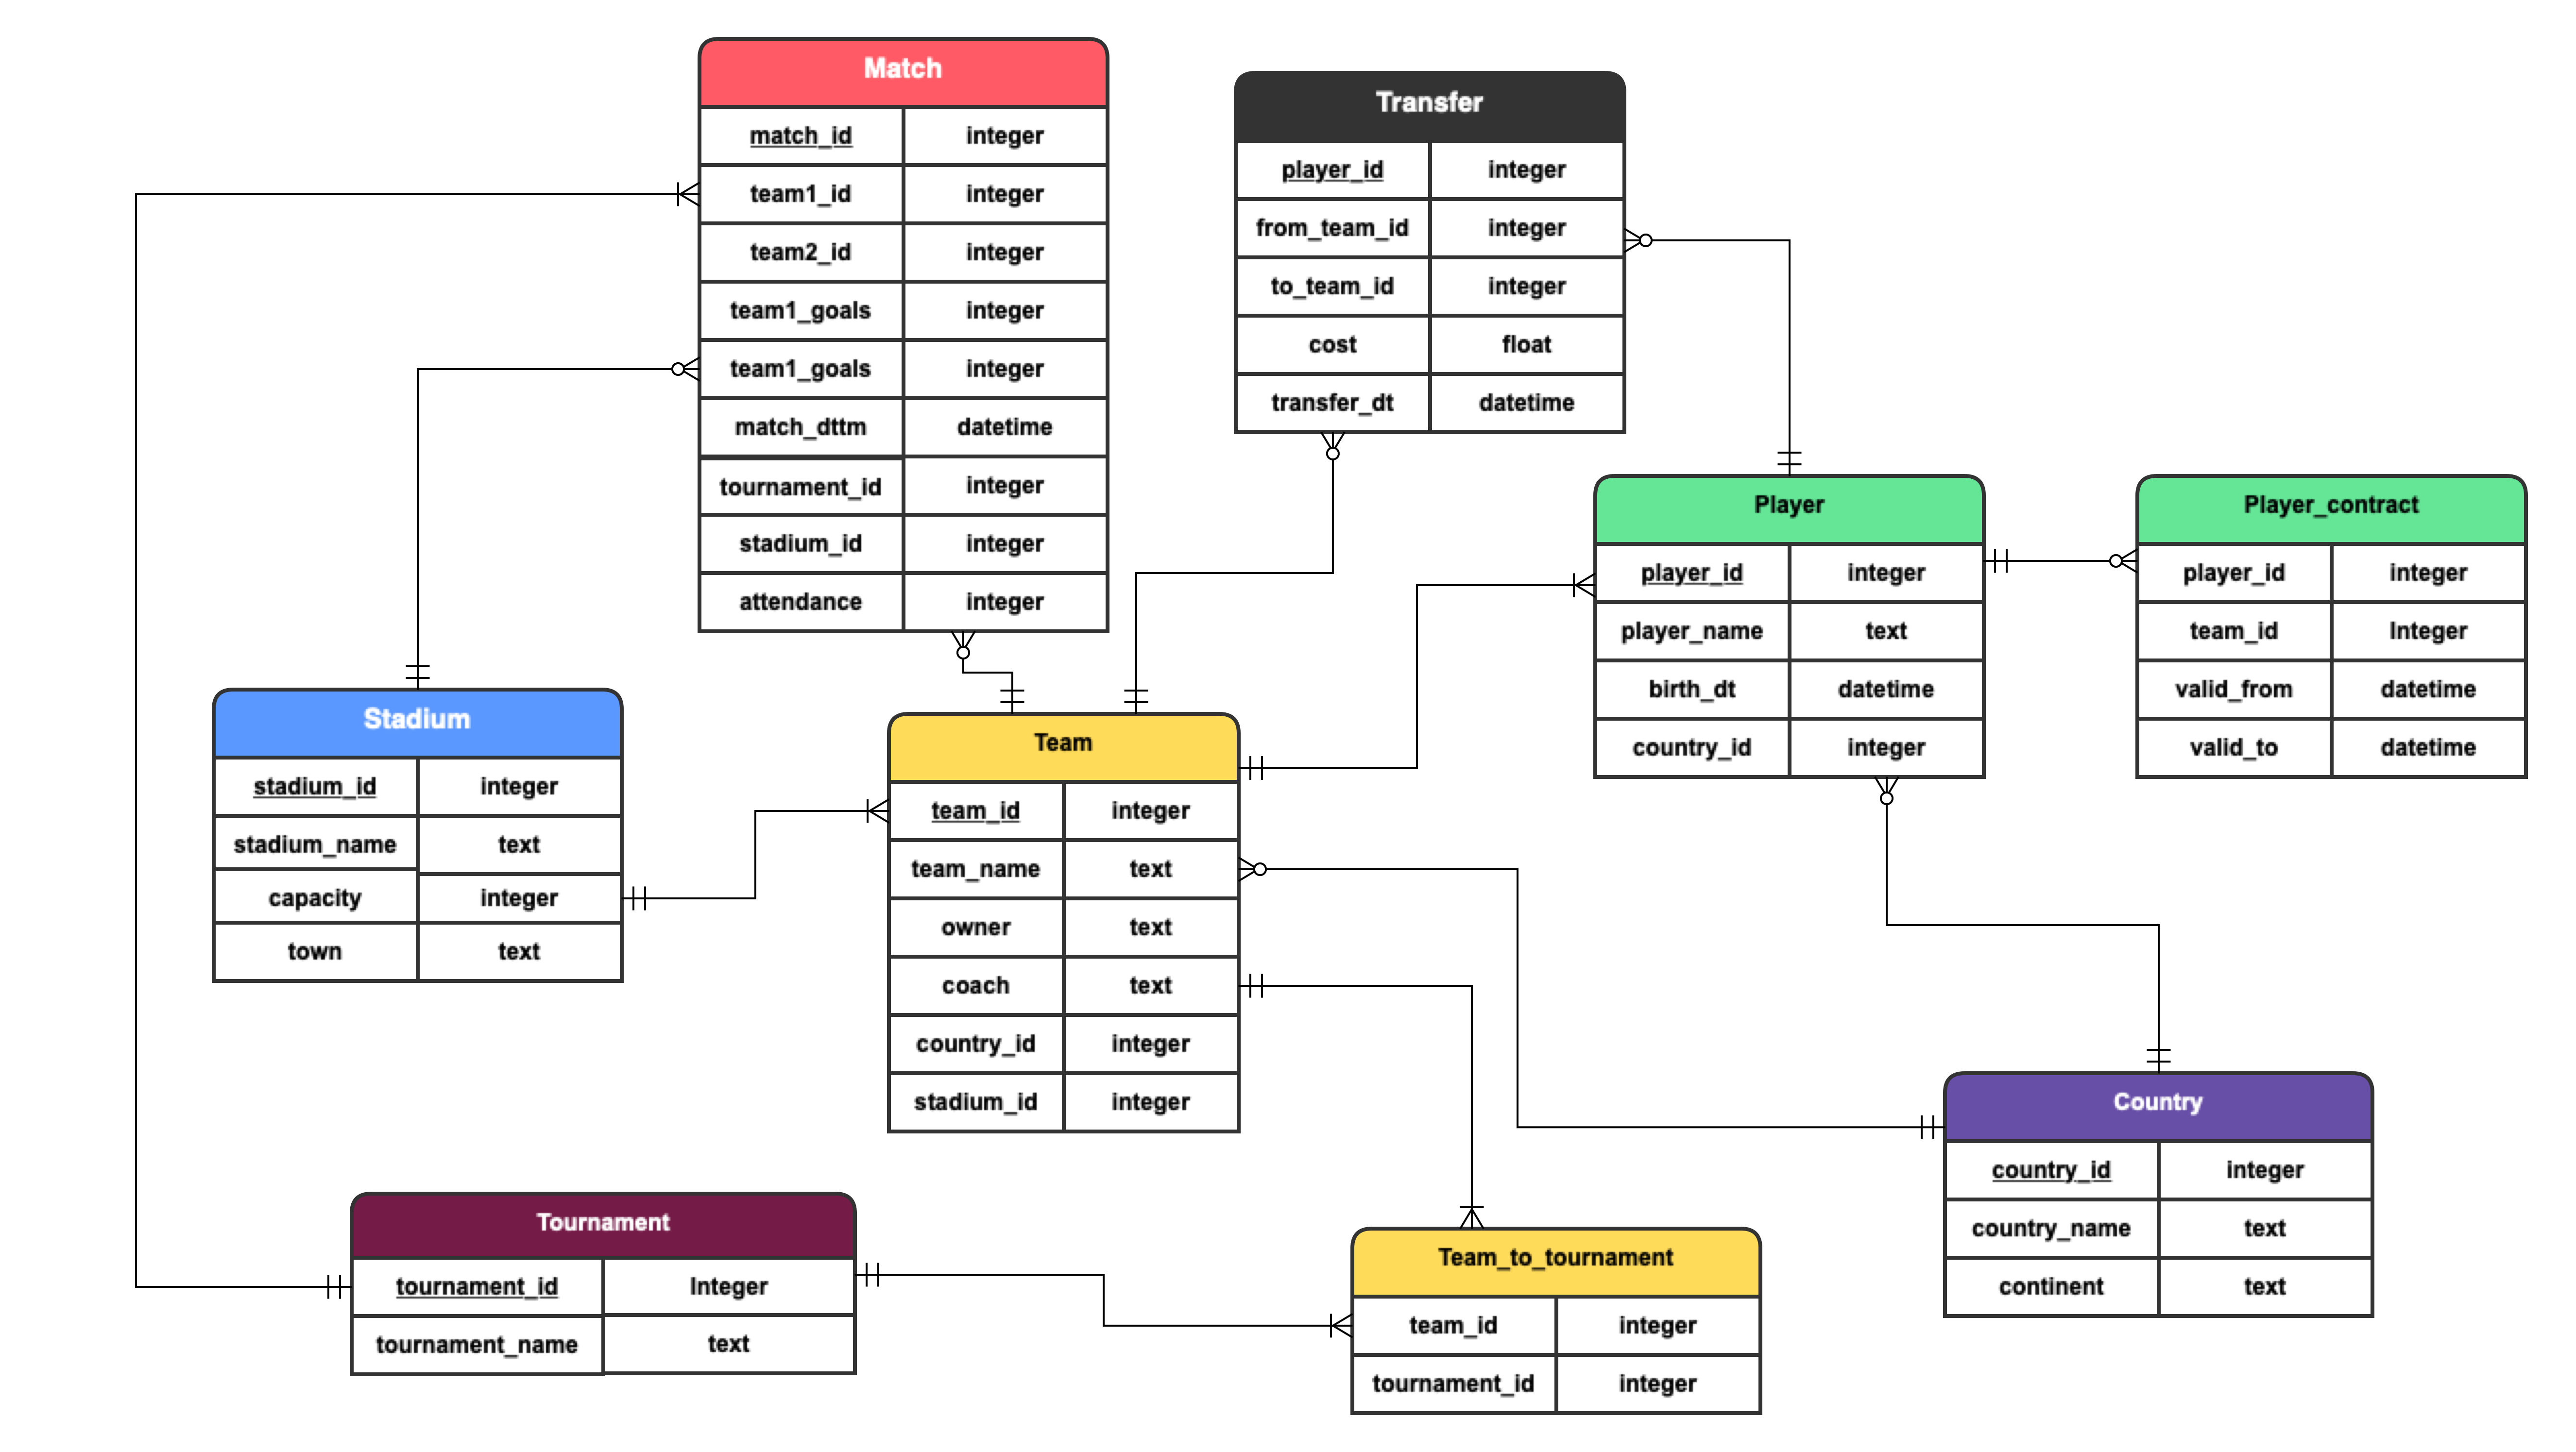 Match
match_id integer
team1_id integer
team2_id integer
team1_goals integer
team1_goals integer
match_dttm datetime
tournament_id integer
stadium_id integer
attendance integer
Transfer
player_id integer
from_team_id integer
to_team_id integer
cost float
transfer_dt datetime
Player
player_id integer
player_name text
birth_dt datetime
country_id integer
Player_contract
player_id integer
team_id Integer
valid_from datetime
valid_to datetime
Stadium
stadium_id integer
stadium_name text
capacity integer
town text
Team
team_id integer
team_name text
owner text
coach text
country_id integer
stadium_id integer
Country
country_id integer
country_name text
continent text
Tournament
tournament_id Integer
tournament_name text
Team_to_tournament
team_id integer
tournament_id integer